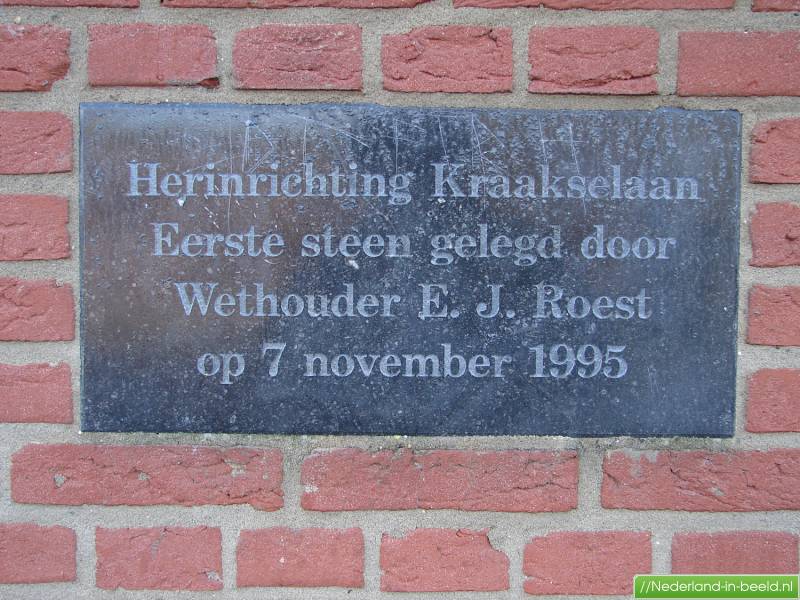 Herinrichting Kraakselaan
Eerste steen gelegd door
Wethouder E. J. Roest
op 7 november 1995
//Nederland-in-beeld.nl